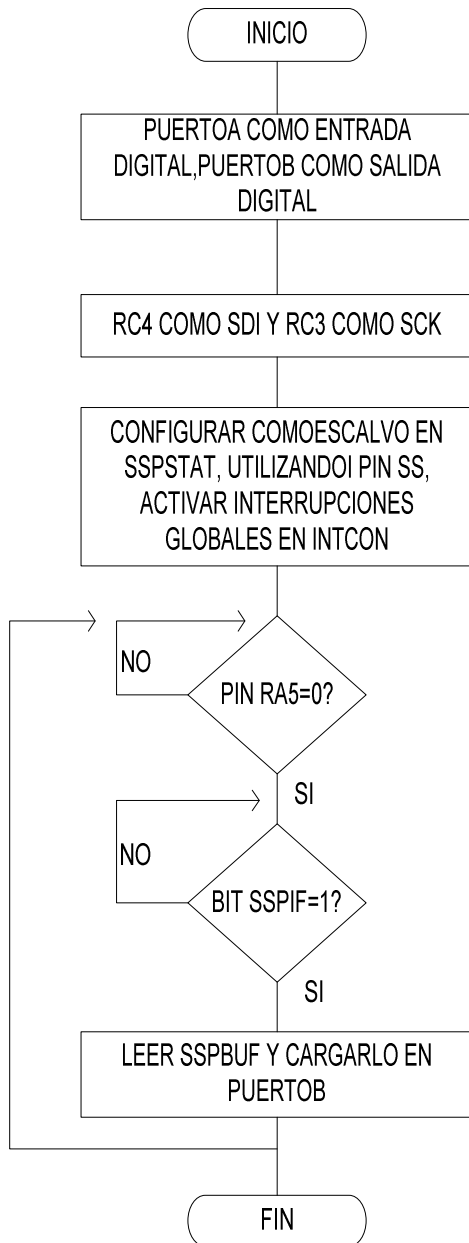 INICIO
PUERTOA COMO ENTRADA
DIGITAL,PUERTOB COMO SALIDA
DIGITAL
RC4 COMO SDI Y RC3 COMO SCK
CONFIGURAR COMOESCALVO EN
SSPSTAT, UTILIZANDOI PIN SS,
ACTIVAR INTERRUPCIONES
GLOBALES EN INTCON
NO
PIN RA5=0?
SI
NO
BIT SSPIF=1?
SI
LEER SSPBUF Y CARGARLO EN
PUERTOB
FIN